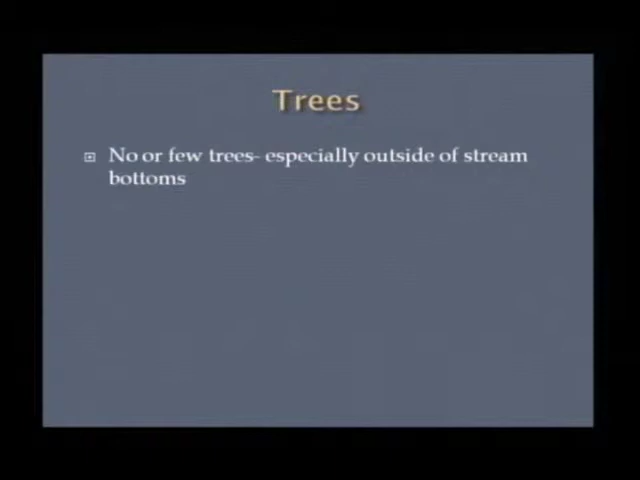 Trees
No or few trees- especially outside of stream
bottoms